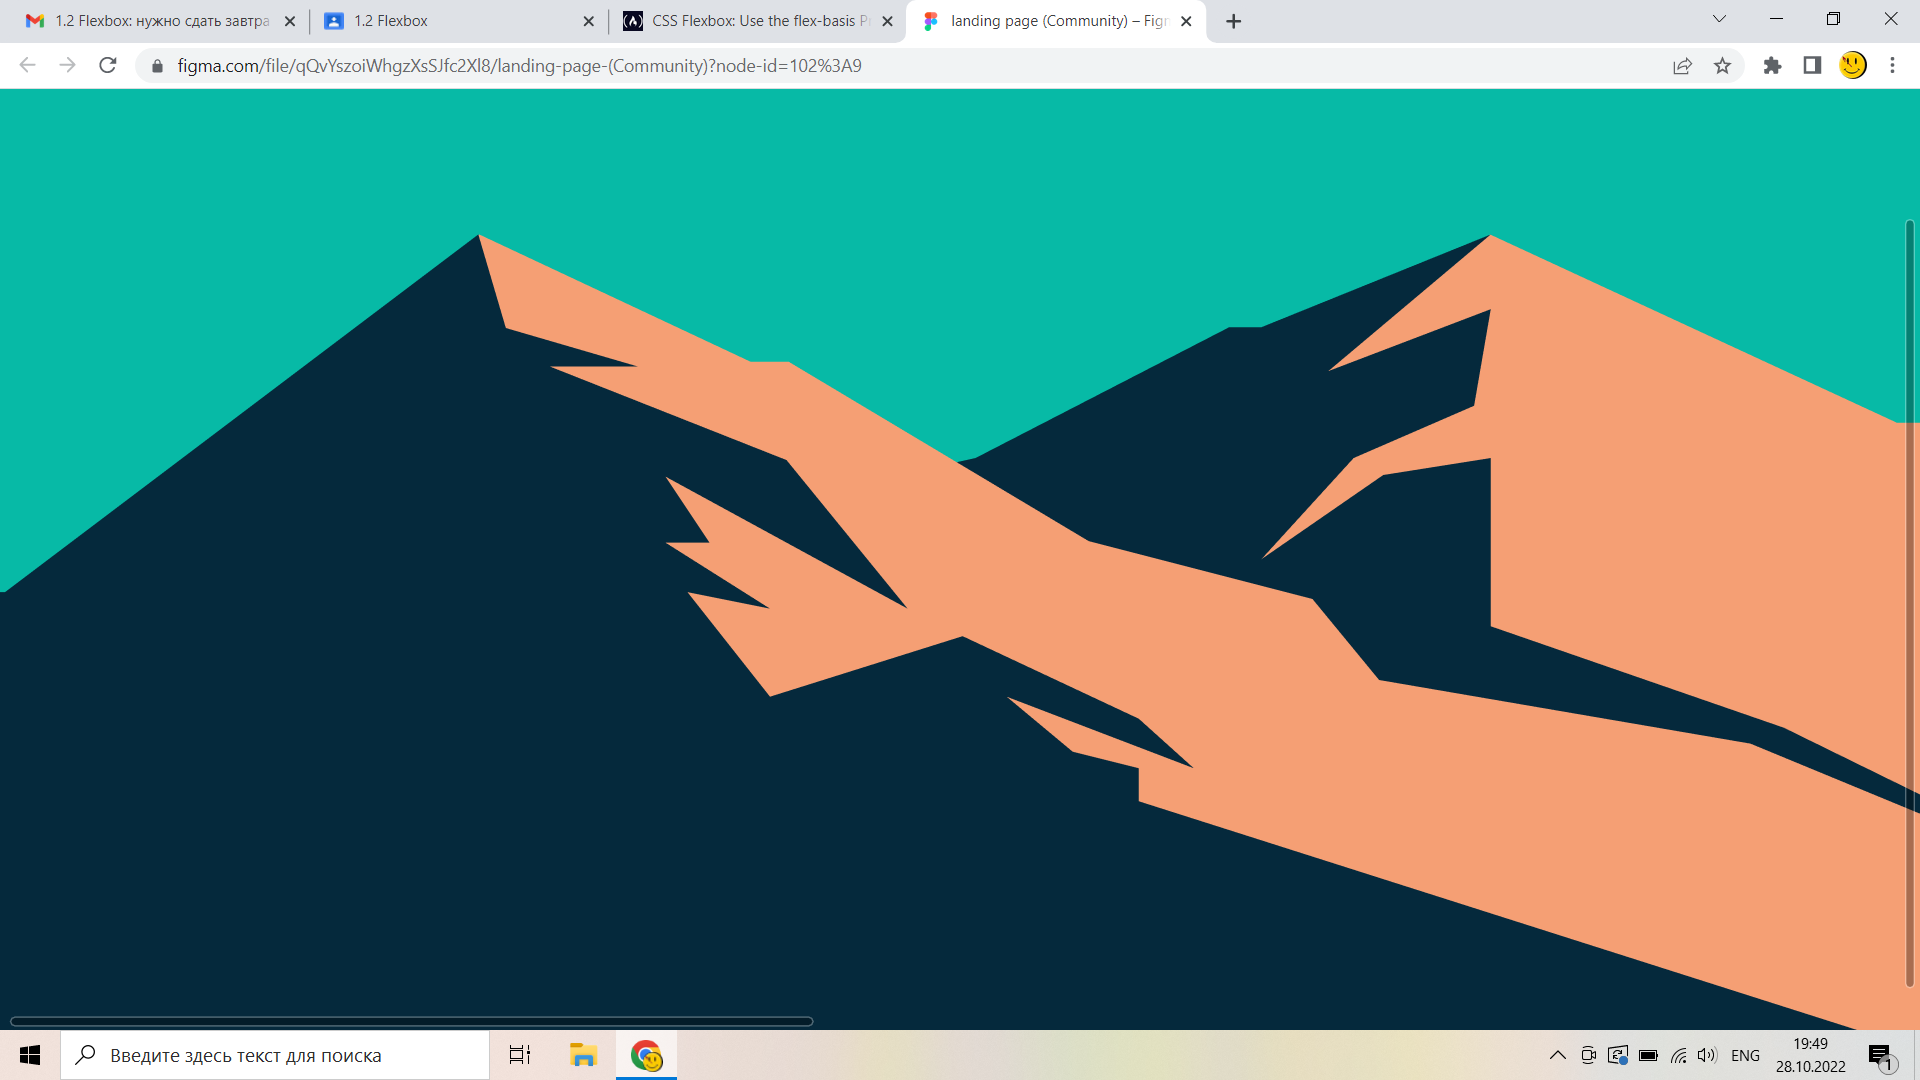 1.2 Flexbox: нужно сдать завтра
1.2 Flexbox
CSS Flexbox: Use the flex-basis P
landing page (Community) – Fig
figma.com/file/qQvYszoiWhgzXsSJfc2Xl8/landing-page-(Community)?node-id=102%3A9
Введите здесь текст для поиска
ENG
19:49
28.10.2022
1